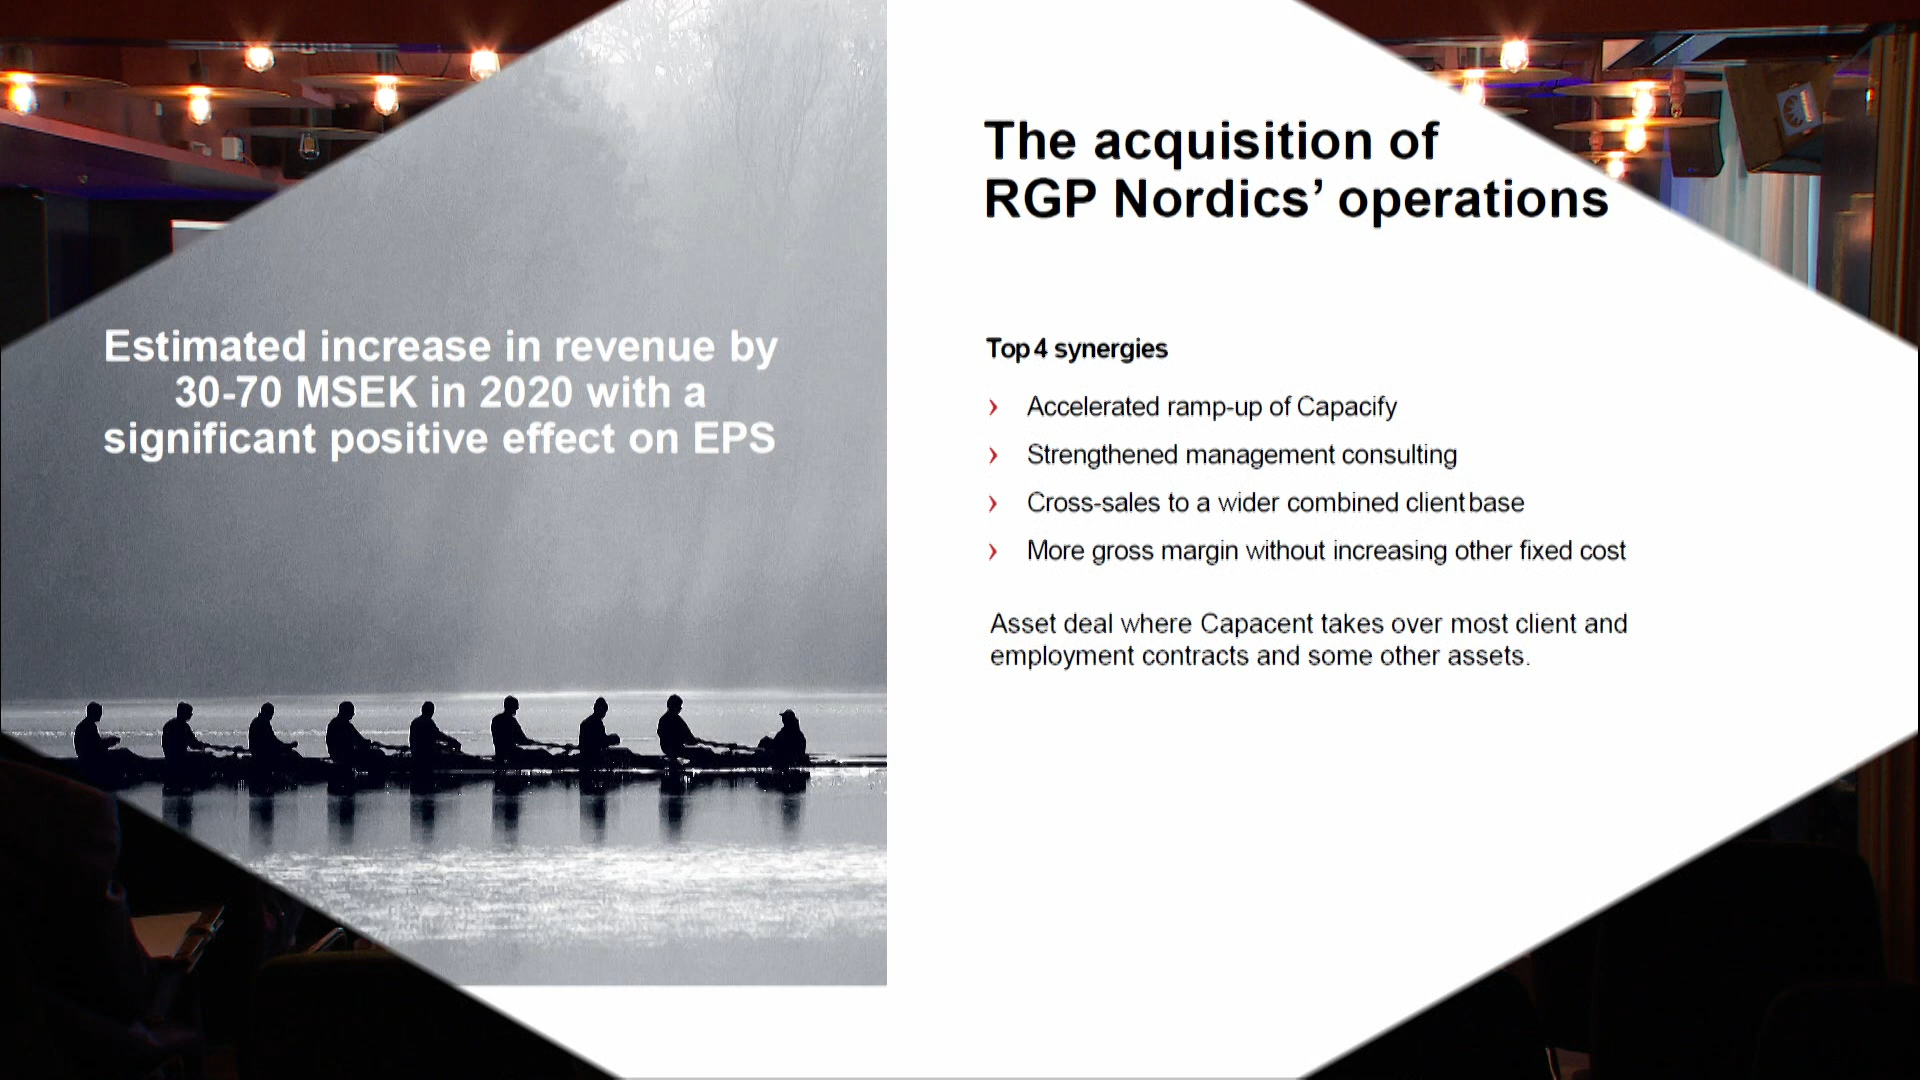 Estimated increase in revenue by
30-70 MSEK in 2020 with a
significant positive effect on EPS
The acquisition of
RGP Nordics’ operations
Top 4 synergies
› Accelerated ramp-up of Capacify
› Strengthened management consulting
› Cross-sales to a wider combined client base
› More gross margin without increasing other fixed cost
Asset deal where Capacent takes over most client and
employment contracts and some other assets.